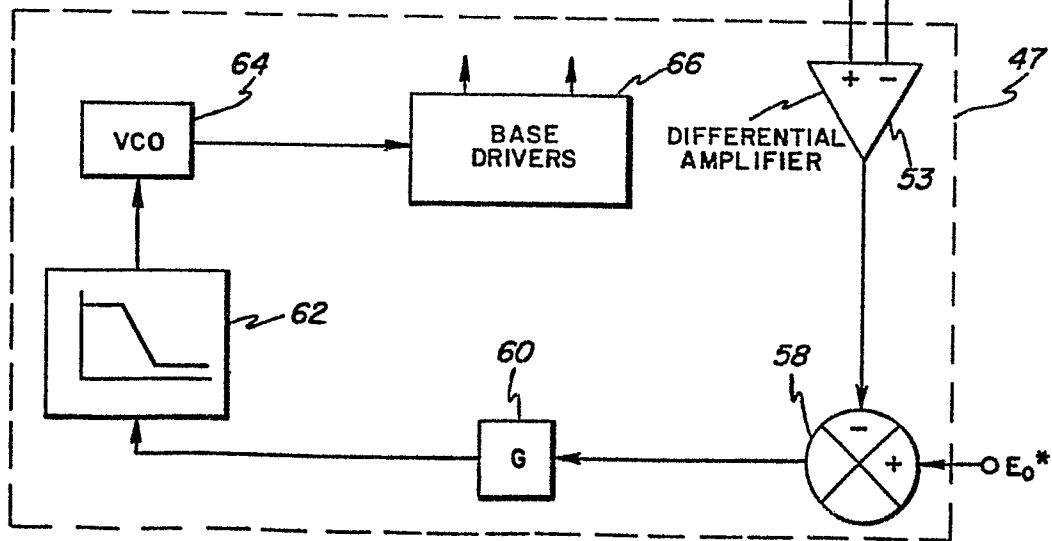 64
66
47
VCO
BASE
DRIVERS
+ −
DIFFERENTIAL
AMPLIFIER
53
62
60
58
G
−
+
E₀*